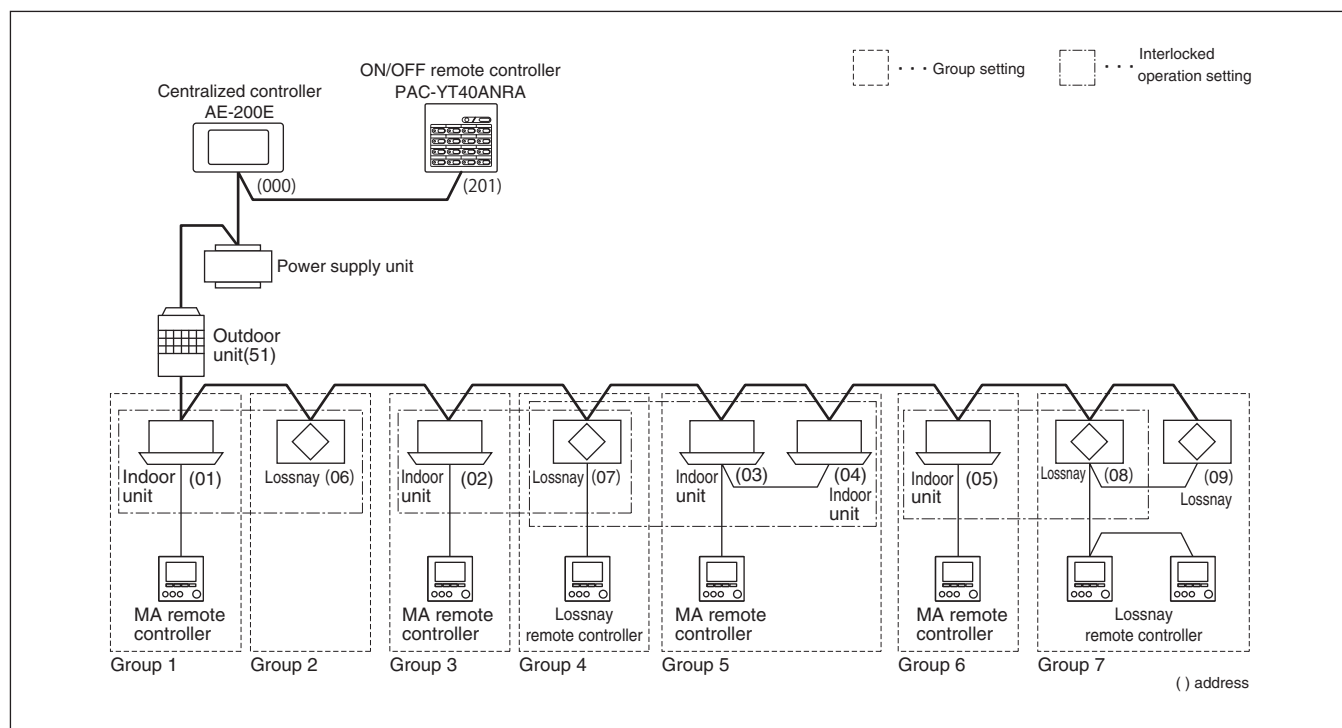 ON/OFF remote controller
PAC-YT40ANRA
Centralized controller
AE-200E
· · · Group setting
· · · Interlocked
operation setting
(000)
(201)
Power supply unit
Outdoor
unit(51)
Indoor
unit
(01)
Lossnay (06)
Indoor
unit
(02)
Lossnay (07)
Indoor
unit
(03)
(04)
Indoor
unit
Indoor
unit
(05)
Lossnay
(08)
(09)
Lossnay
MA remote
controller
MA remote
controller
Lossnay
remote controller
MA remote
controller
MA remote
controller
Lossnay
remote controller
Group 1
Group 2
Group 3
Group 4
Group 5
Group 6
Group 7
( ) address